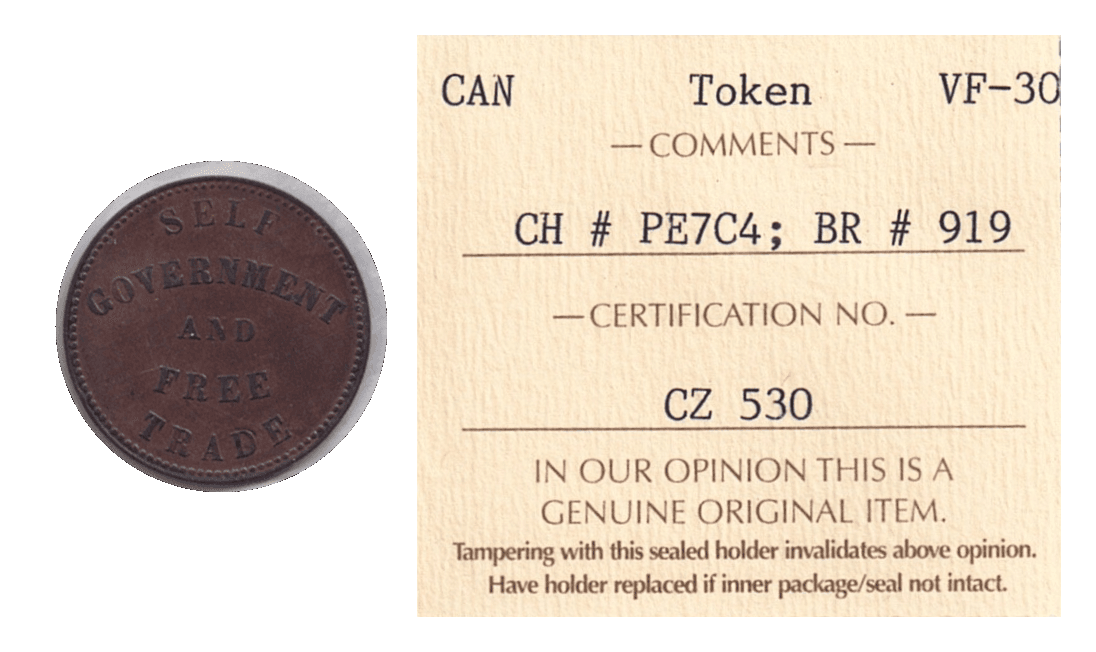 SELF
GOVERNMENT
AND
FREE
TRADE
CAN Token VF-30
— COMMENTS —
CH # PE7C4; BR # 919
— CERTIFICATION NO. —
CZ 530
IN OUR OPINION THIS IS A
GENUINE ORIGINAL ITEM.
Tampering with this sealed holder invalidates above opinion.
Have holder replaced if inner package/seal not intact.